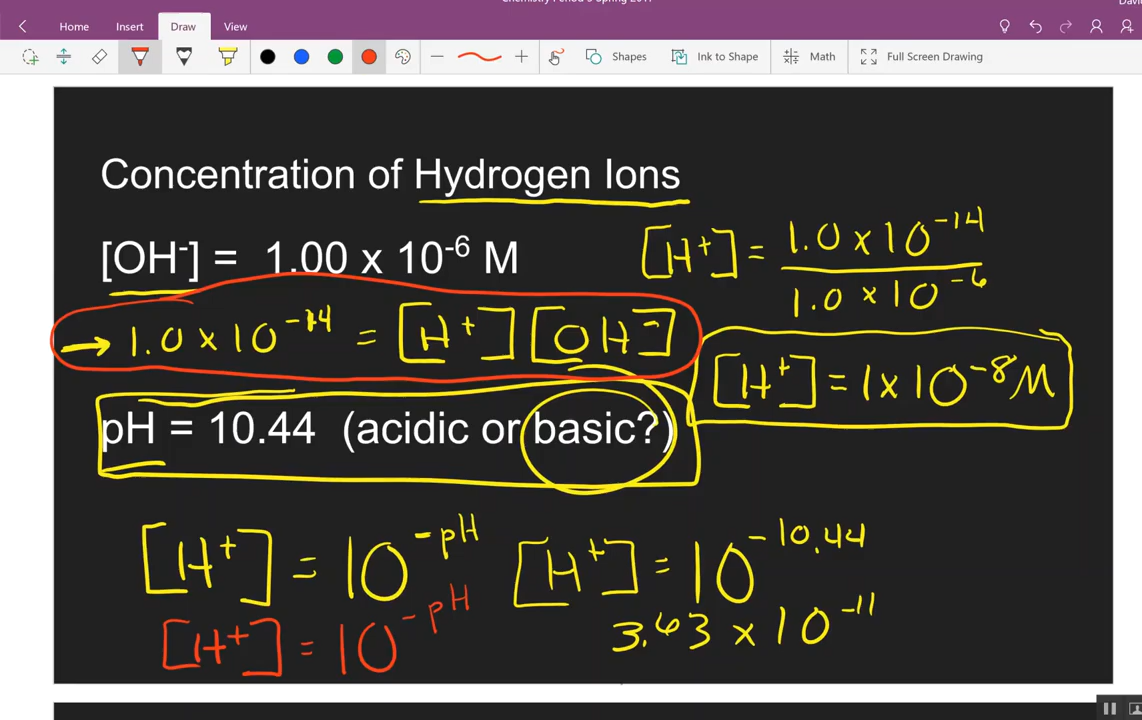 Home Insert Draw View
Shapes Ink to Shape Math Full Screen Drawing
Concentration of Hydrogen Ions
[OH⁻] = 1.00 x 10⁻⁶ M
[H⁺] = 1.0 x 10⁻¹⁴
1.0 x 10⁻⁶
→ 1.0 x 10⁻¹⁴ = [H⁺] [OH⁻]
[H⁺] = 1 x 10⁻⁸ M
pH = 10.44 (acidic or basic?)
[H⁺] = 10⁻ᵖᴴ
[H⁺] = 10⁻¹⁰·⁴⁴
3.63 x 10⁻¹¹
[H⁺] = 10⁻ᵖᴴ